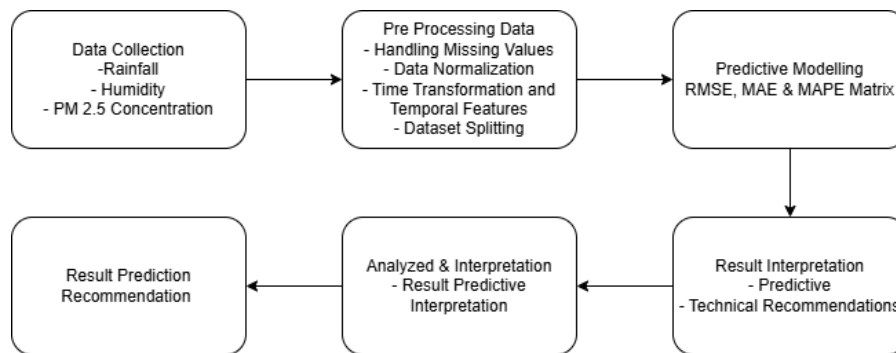 Data Collection
-Rainfall
- Humidity
- PM 2.5 Concentration
Pre Processing Data
- Handling Missing Values
- Data Normalization
- Time Transformation and
Temporal Features
- Dataset Splitting
Predictive Modelling
RMSE, MAE & MAPE Matrix
Result Interpretation
- Predictive
- Technical Recommendations
Analyzed & Interpretation
- Result Predictive
Interpretation
Result Prediction
Recommendation